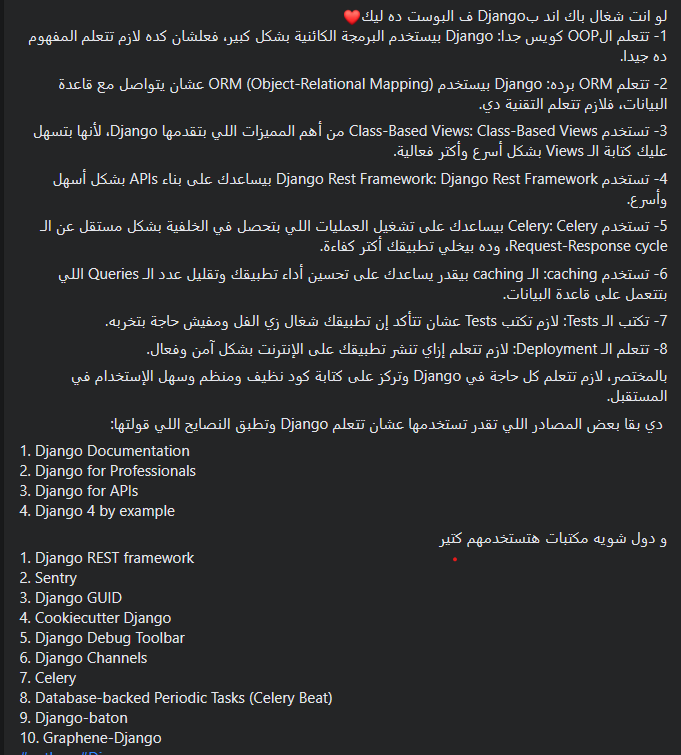 لو انت شغال باك اند بDjango ف البوست ده ليك❤️
1- تتعلم الOOP كويس جدا: Django بيستخدم البرمجة الكائنية بشكل كبير، فعلشان كده لازم تتعلم المفهوم
ده جيدا.
2- تتعلم ORM برده: Django بيستخدم ORM (Object-Relational Mapping) عشان يتواصل مع قاعدة
البيانات، فلازم تتعلم التقنية دي.
3- تستخدم Class-Based Views: Class-Based Views من أهم المميزات اللي بتقدمها Django، لأنها بتسهل
عليك كتابة الـ Views بشكل أسرع وأكتر فعالية.
4- تستخدم Django Rest Framework: Django Rest Framework بيساعدك على بناء APIs بشكل أسهل
وأسرع.
5- تستخدم Celery: Celery بيساعدك على تشغيل العمليات اللي بتحصل في الخلفية بشكل مستقل عن الـ
Request-Response cycle، وده بيخلي تطبيقك أكتر كفاءة.
6- تستخدم caching: الـ caching بيقدر يساعدك على تحسين أداء تطبيقك وتقليل عدد الـ Queries اللي
بتتعمل على قاعدة البيانات.
7- تكتب الـ Tests: لازم تكتب Tests عشان تتأكد إن تطبيقك شغال زي الفل ومفيش حاجة بتخربه.
8- تتعلم الـ Deployment: لازم تتعلم إزاي تنشر تطبيقك على الإنترنت بشكل آمن وفعال.
بالمختصر، لازم تتعلم كل حاجة في Django وتركز على كتابة كود نظيف ومنظم وسهل الإستخدام في
المستقبل.
دي بقا بعض المصادر اللي تقدر تستخدمها عشان تتعلم Django وتطبق النصايح اللي قولتها:
1. Django Documentation
2. Django for Professionals
3. Django for APIs
4. Django 4 by example
و دول شويه مكتبات هتستخدمهم كتير
1. Django REST framework
2. Sentry
3. Django GUID
4. Cookiecutter Django
5. Django Debug Toolbar
6. Django Channels
7. Celery
8. Database-backed Periodic Tasks (Celery Beat)
9. Django-baton
10. Graphene-Django